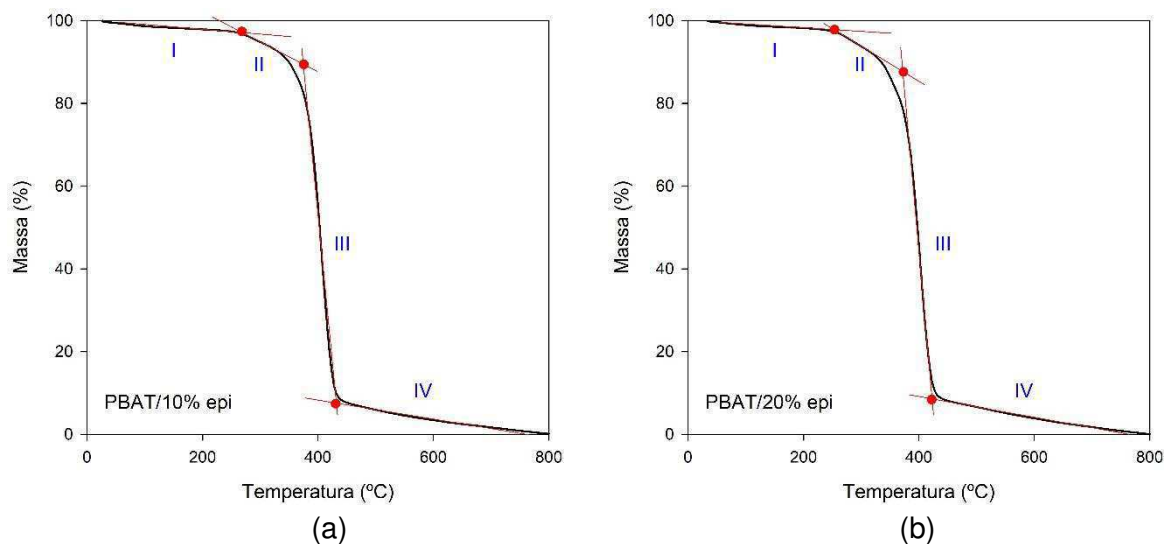 100
80
60
40
20
0
Massa (%)
I
II
III
IV
PBAT/10% epi
0
200
400
600
800
Temperatura (ºC)
(a)
100
80
60
40
20
0
Massa (%)
I
II
III
IV
PBAT/20% epi
0
200
400
600
800
Temperatura (ºC)
(b)